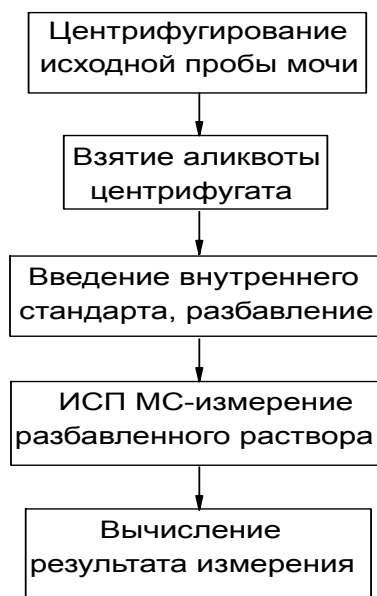 Центрифугирование
исходной пробы мочи
Взятие аликвоты
центрифугата
Введение внутреннего
стандарта, разбавление
ИСП МС-измерение
разбавленного раствора
Вычисление
результата измерения